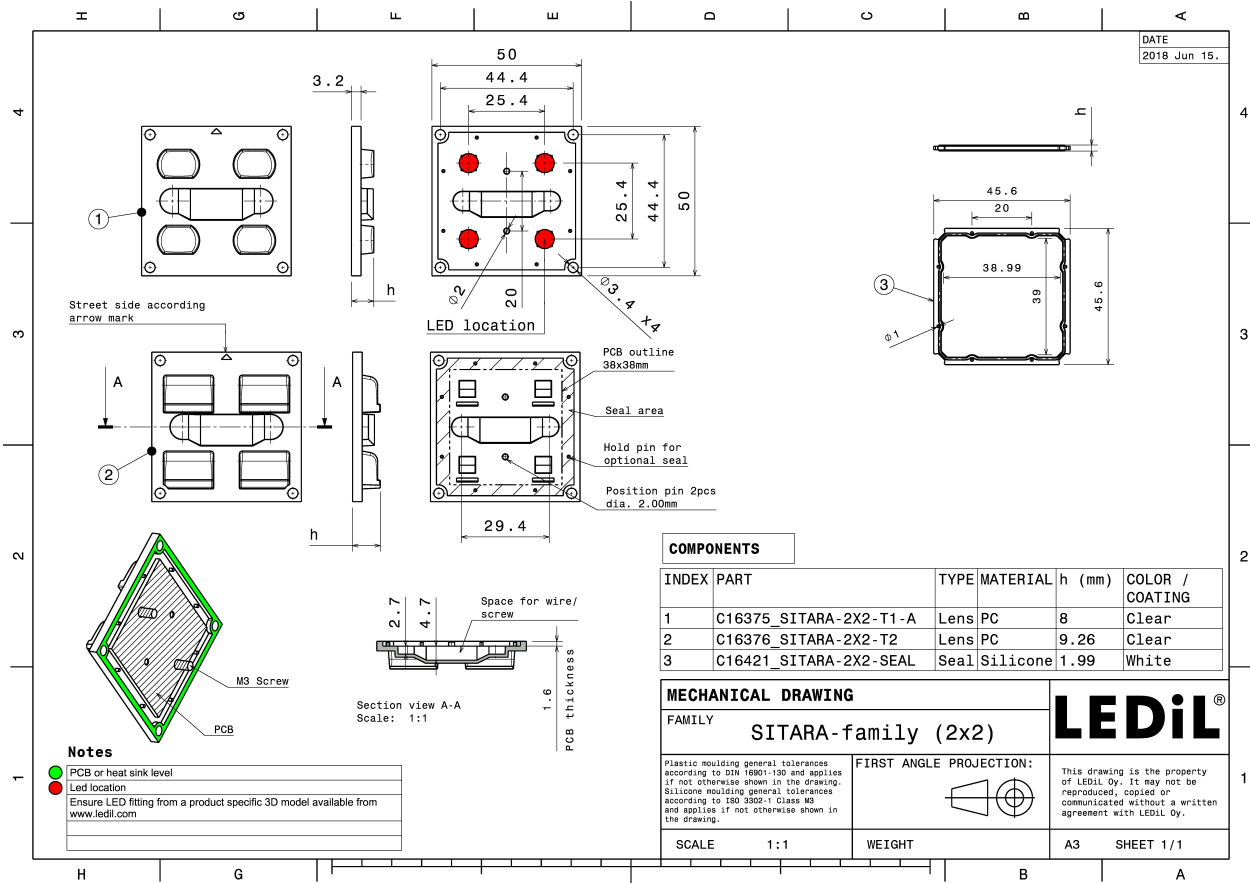 H G F E D C B A
DATE
2018 Jun 15.
4
4
50
44.4
25.4
3.2
25.4
44.4
50
h
1
h
Ø2
20
Ø3.4 x4
LED location
45.6
20
38.99
39
45.6
3
Ø1
3
3
Street side according
arrow mark
A
A
2
h
PCB outline
38x38mm
Seal area
Hold pin for
optional seal
Position pin 2pcs
dia. 2.00mm
29.4
2
2
M3 Screw
PCB
2.7
4.7
Space for wire/
screw
1.6
PCB thickness
Section view A-A
Scale: 1:1
COMPONENTS
INDEX PART TYPE MATERIAL h (mm) COLOR /
COATING
1 C16375_SITARA-2X2-T1-A Lens PC 8 Clear
2 C16376_SITARA-2X2-T2 Lens PC 9.26 Clear
3 C16421_SITARA-2X2-SEAL Seal Silicone 1.99 White
MECHANICAL DRAWING
FAMILY
SITARA-family (2x2)
LEDiL®
Plastic moulding general tolerances
according to DIN 16901-130 and applies
if not otherwise shown in the drawing.
Silicone moulding general tolerances
according to ISO 3302-1 Class M3
and applies if not otherwise shown in
the drawing.
FIRST ANGLE PROJECTION:
This drawing is the property
of LEDiL Oy. It may not be
reproduced, copied or
communicated without a written
agreement with LEDiL Oy.
SCALE 1:1
WEIGHT
A3 SHEET 1/1
1
1
Notes
PCB or heat sink level
Led location
Ensure LED fitting from a product specific 3D model available from
www.ledil.com
H G B A